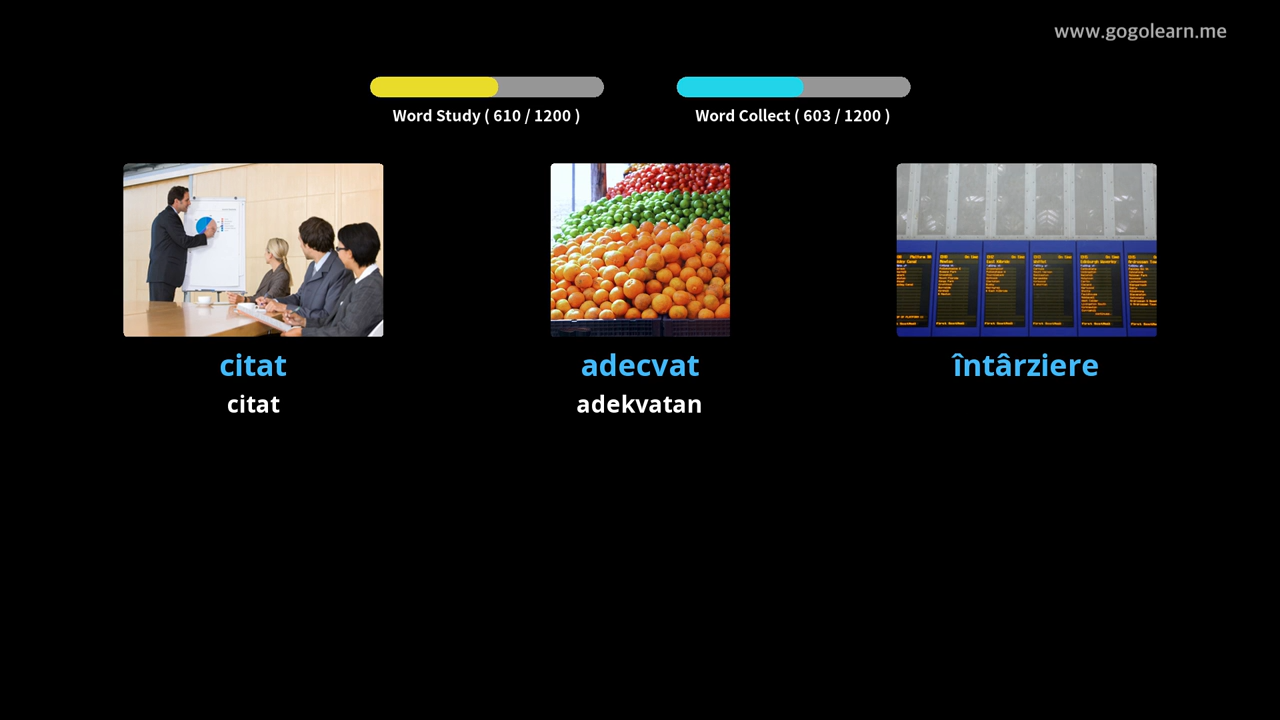 www.gogolearn.me
Word Study ( 610 / 1200 )
Word Collect ( 603 / 1200 )
citat
adecvat
întârziere
citat
adekvatan